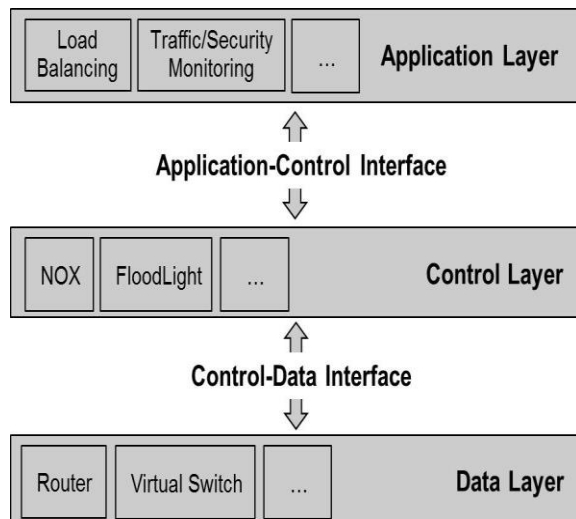 Load
Balancing
Traffic/Security
Monitoring
...
Application Layer
Application-Control Interface
NOX
FloodLight
...
Control Layer
Control-Data Interface
Router
Virtual Switch
...
Data Layer